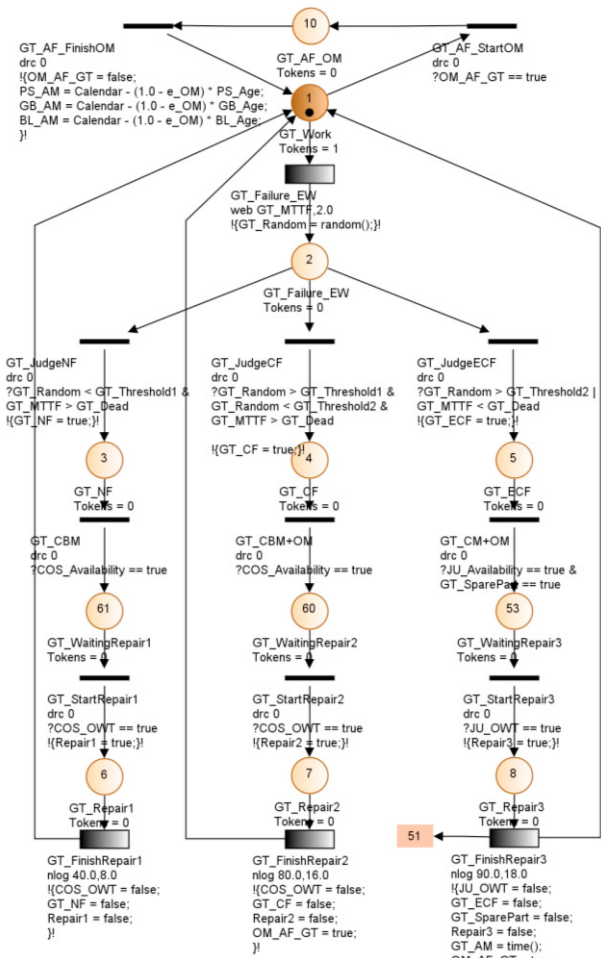 10
GT_AF_FinishOM
drc 0
!{OM_AF_GT = false;
PS_AM = Calendar - (1.0 - e_OM) * PS_Age;
GB_AM = Calendar - (1.0 - e_OM) * GB_Age;
BL_AM = Calendar - (1.0 - e_OM) * BL_Age;
}!
GT_AF_OM
Tokens = 0
GT_AF_StartOM
drc 0
?OM_AF_GT == true
1
GT_Work
Tokens = 1
GT_Failure_EW
web GT_MTTF,2.0
!{GT_Random = random();}!
2
GT_Failure_EW
Tokens = 0
GT_JudgeNF
drc 0
?GT_Random < GT_Threshold1 &
GT_MTTF > GT_Dead
!{GT_NF = true;}!
GT_JudgeCF
drc 0
?GT_Random > GT_Threshold1 &
GT_Random < GT_Threshold2 &
GT_MTTF > GT_Dead
!{GT_CF = true;}!
GT_JudgeECF
drc 0
?GT_Random > GT_Threshold2 |
GT_MTTF < GT_Dead
!{GT_ECF = true;}!
3
GT_NF
Tokens = 0
4
GT_CF
Tokens = 0
5
GT_ECF
Tokens = 0
GT_CBM
drc 0
?COS_Availability == true
GT_CBM+OM
drc 0
?COS_Availability == true
GT_CM+OM
drc 0
?JU_Availability == true &
GT_SparePart == true
61
GT_WaitingRepair1
Tokens = 0
60
GT_WaitingRepair2
Tokens = 0
53
GT_WaitingRepair3
Tokens = 0
GT_StartRepair1
drc 0
?COS_OWT == true
!{Repair1 = true;}!
GT_StartRepair2
drc 0
?COS_OWT == true
!{Repair2 = true;}!
GT_StartRepair3
drc 0
?JU_OWT == true
!{Repair3 = true;}!
6
GT_Repair1
Tokens = 0
7
GT_Repair2
Tokens = 0
8
GT_Repair3
Tokens = 0
51
GT_FinishRepair1
nlog 40.0,8.0
!{COS_OWT = false;
GT_NF = false;
Repair1 = false;
}!
GT_FinishRepair2
nlog 80.0,16.0
!{COS_OWT = false;
GT_CF = false;
Repair2 = false;
OM_AF_GT = true;
}!
GT_FinishRepair3
nlog 90.0,18.0
!{JU_OWT = false;
GT_ECF = false;
GT_SparePart = false;
Repair3 = false;
GT_AM = time();